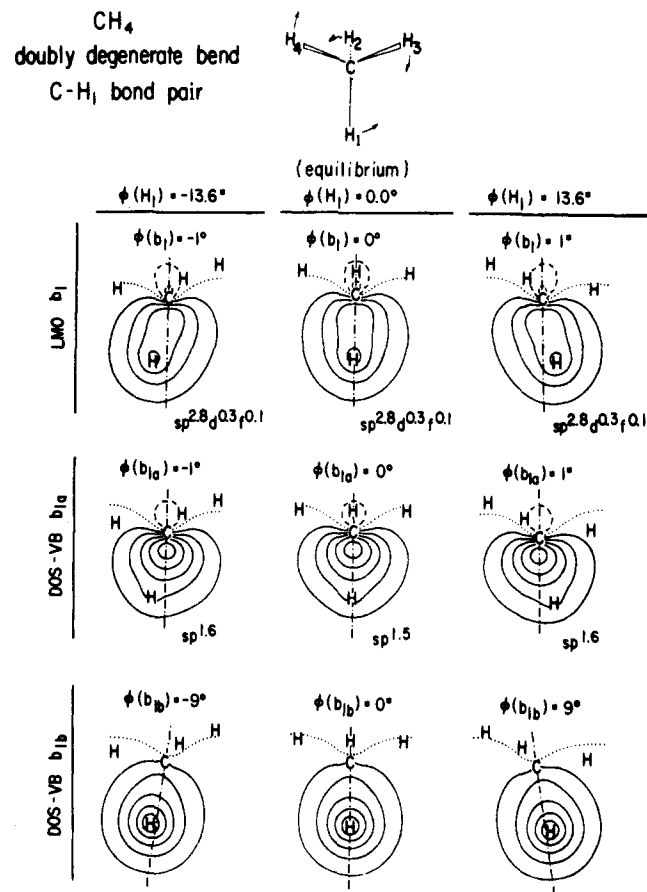 CH₄
doubly degenerate bend
C-H₁ bond pair
H₄ H₂ H₃
C
H₁
(equilibrium)
ϕ(H₁) = -13.6° ϕ(H₁) = 0.0° ϕ(H₁) = 13.6°
LMO b₁
ϕ(b₁) = -1° ϕ(b₁) = 0° ϕ(b₁) = 1°
H H H H H H H H H
C C C
H H H
sp²·⁸d⁰·³f⁰·¹ sp²·⁸d⁰·³f⁰·¹ sp²·⁸d⁰·³f⁰·¹
DOS-VB b₁ₐ
ϕ(b₁ₐ) = -1° ϕ(b₁ₐ) = 0° ϕ(b₁ₐ) = 1°
H H H H H H H H H
C C C
H H H
sp¹·⁶ sp¹·⁵ sp¹·⁶
DOS-VB b₁b
ϕ(b₁b) = -9° ϕ(b₁b) = 0° ϕ(b₁b) = 9°
H H H H H H H H H
C C C
H H H